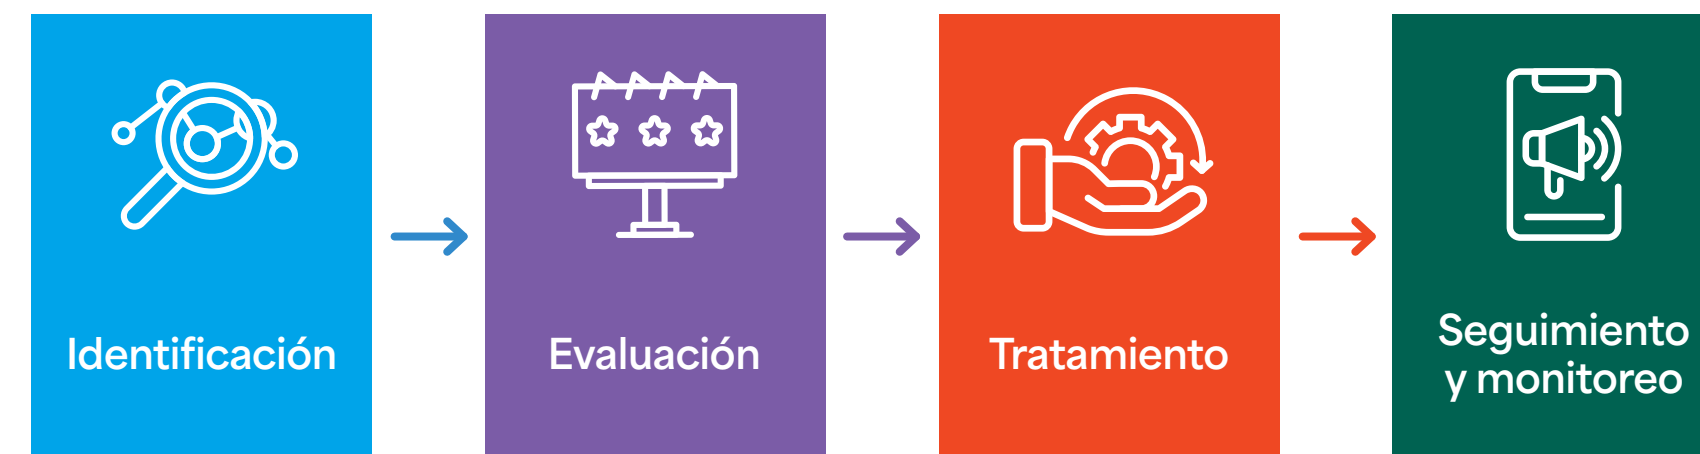 Identificación
Evaluación
Tratamiento
Seguimiento
y monitoreo